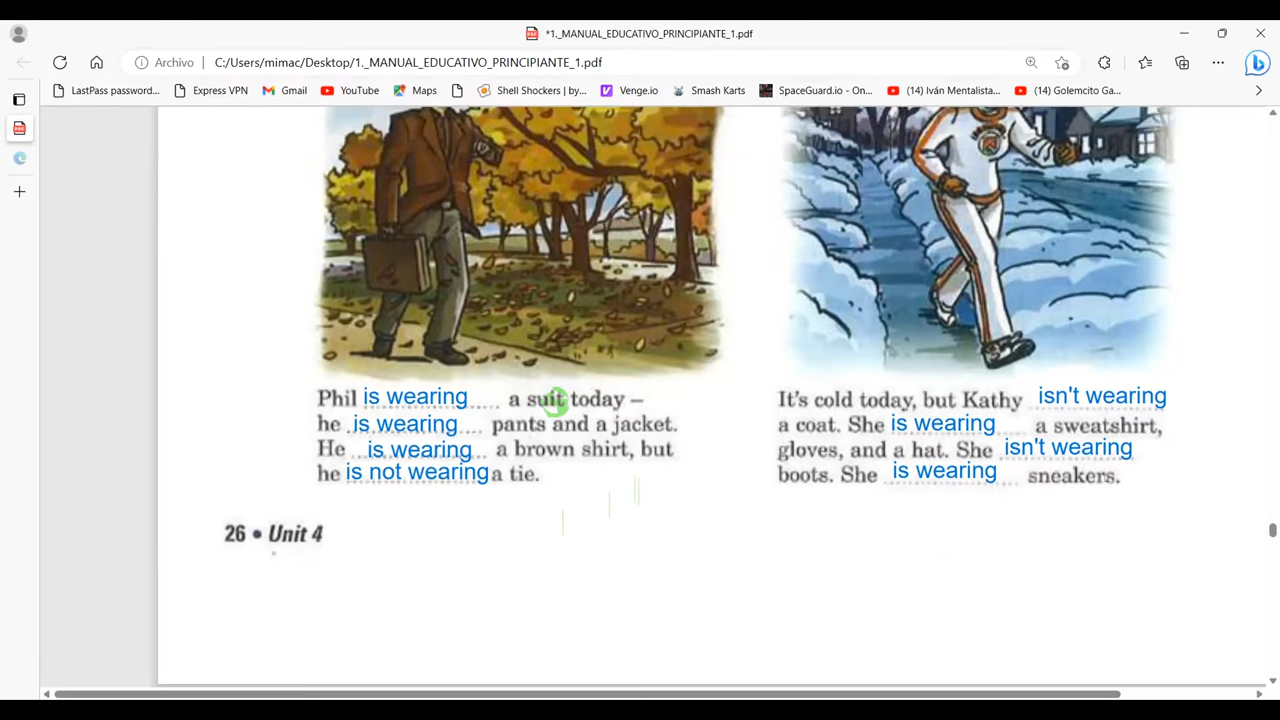 *1._MANUAL_EDUCATIVO_PRINCIPIANTE_1.pdf
Archivo C:/Users/mimac/Desktop/1._MANUAL_EDUCATIVO_PRINCIPIANTE_1.pdf
LastPass password... Express VPN Gmail YouTube Maps Shell Shockers | by... Venge.io Smash Karts SpaceGuard.io - On... (14) Iván Mentalista... (14) Golemcito Ga...
Phil is wearing a suit today –
he is wearing pants and a jacket.
He is wearing a brown shirt, but
he is not wearing a tie.
It's cold today, but Kathy isn't wearing
a coat. She is wearing a sweatshirt,
gloves, and a hat. She isn't wearing
boots. She is wearing sneakers.
26 • Unit 4